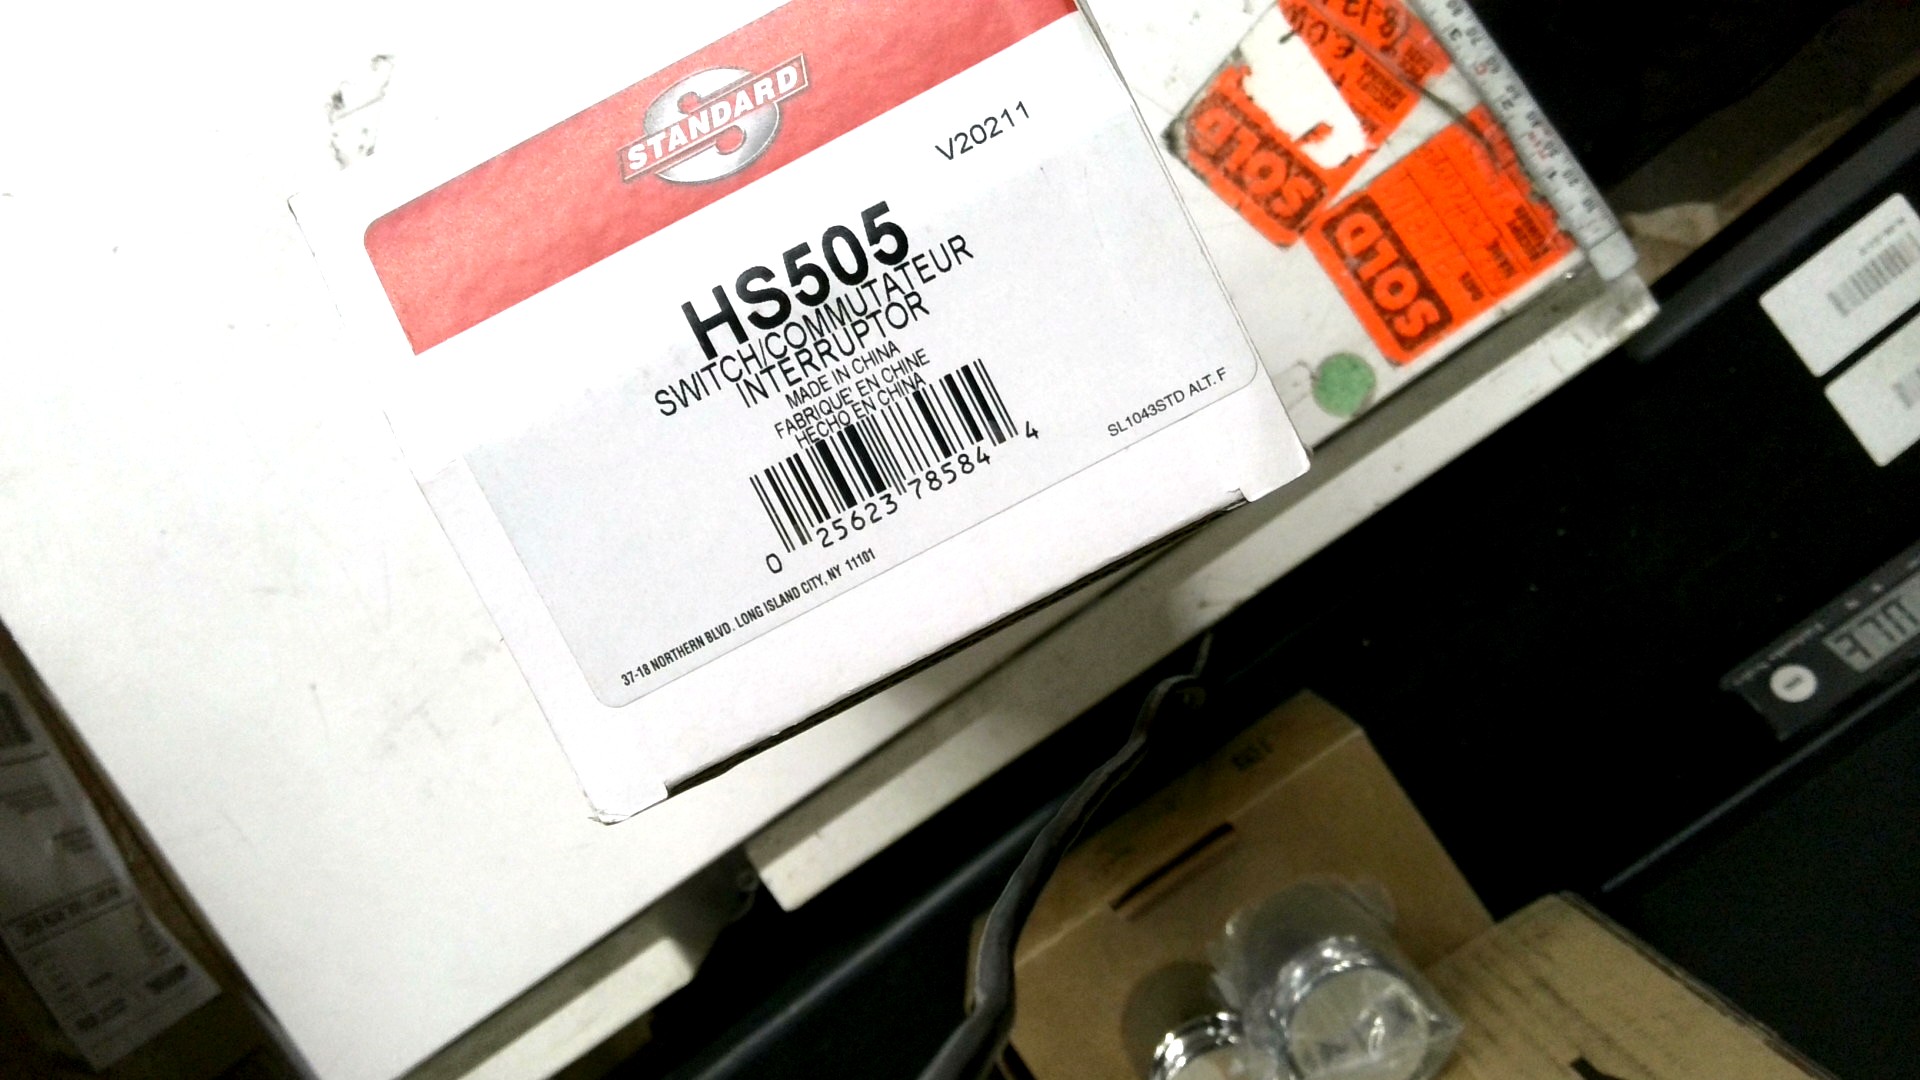 STANDARD
V20211
HS505
SWITCH/COMMUTATEUR
INTERRUPTOR
MADE IN CHINA
FABRIQUE EN CHINE
HECHO EN CHINA
0 25623 78584 4
SL1043STD ALT. F
37-18 NORTHERN BLVD. LONG ISLAND CITY, NY 11101
SOLD
SOLD